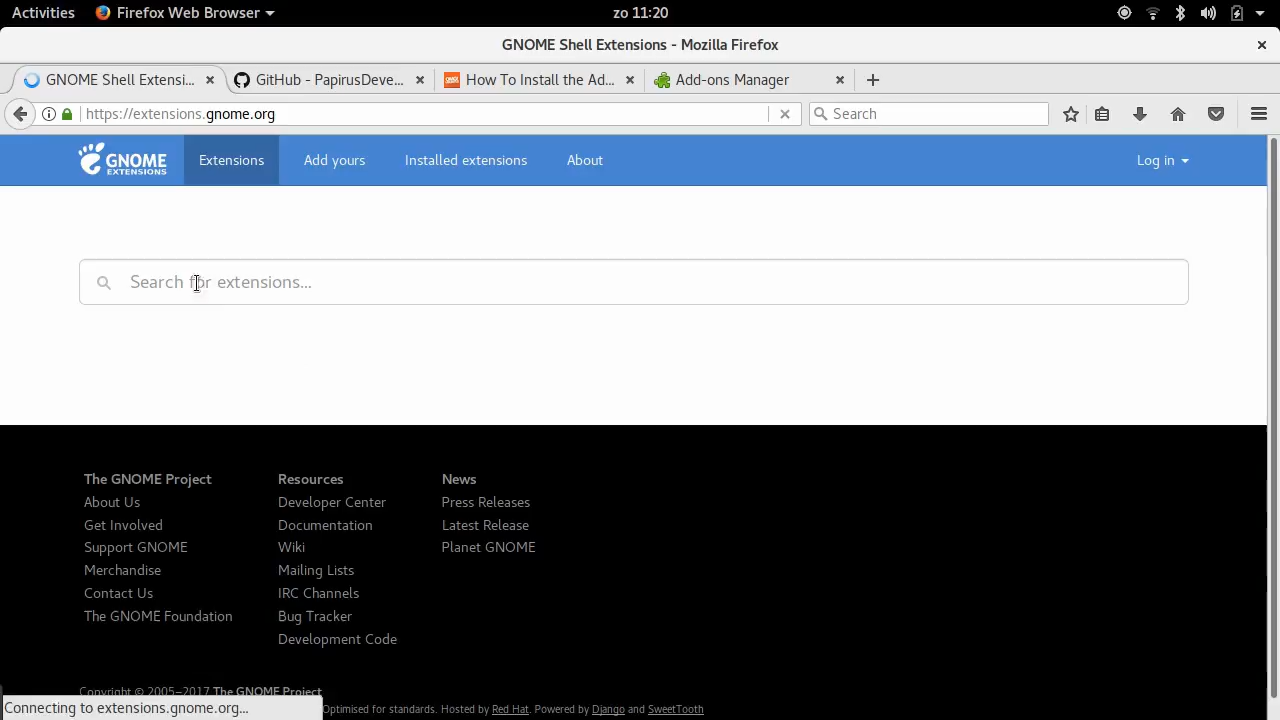 Activities Firefox Web Browser zo 11:20
GNOME Shell Extensions - Mozilla Firefox
GNOME Shell Extensi... GitHub - PapirusDeve... How To Install the Ad... Add-ons Manager
https://extensions.gnome.org Search
GNOME EXTENSIONS Extensions Add yours Installed extensions About Log in
Search for extensions...
The GNOME Project Resources News
About Us Developer Center Press Releases
Get Involved Documentation Latest Release
Support GNOME Wiki Planet GNOME
Merchandise Mailing Lists
Contact Us IRC Channels
The GNOME Foundation Bug Tracker
Development Code
Copyright © 2005–2017 The GNOME Project
Optimised for standards. Hosted by Red Hat. Powered by Django and SweetTooth
Connecting to extensions.gnome.org...